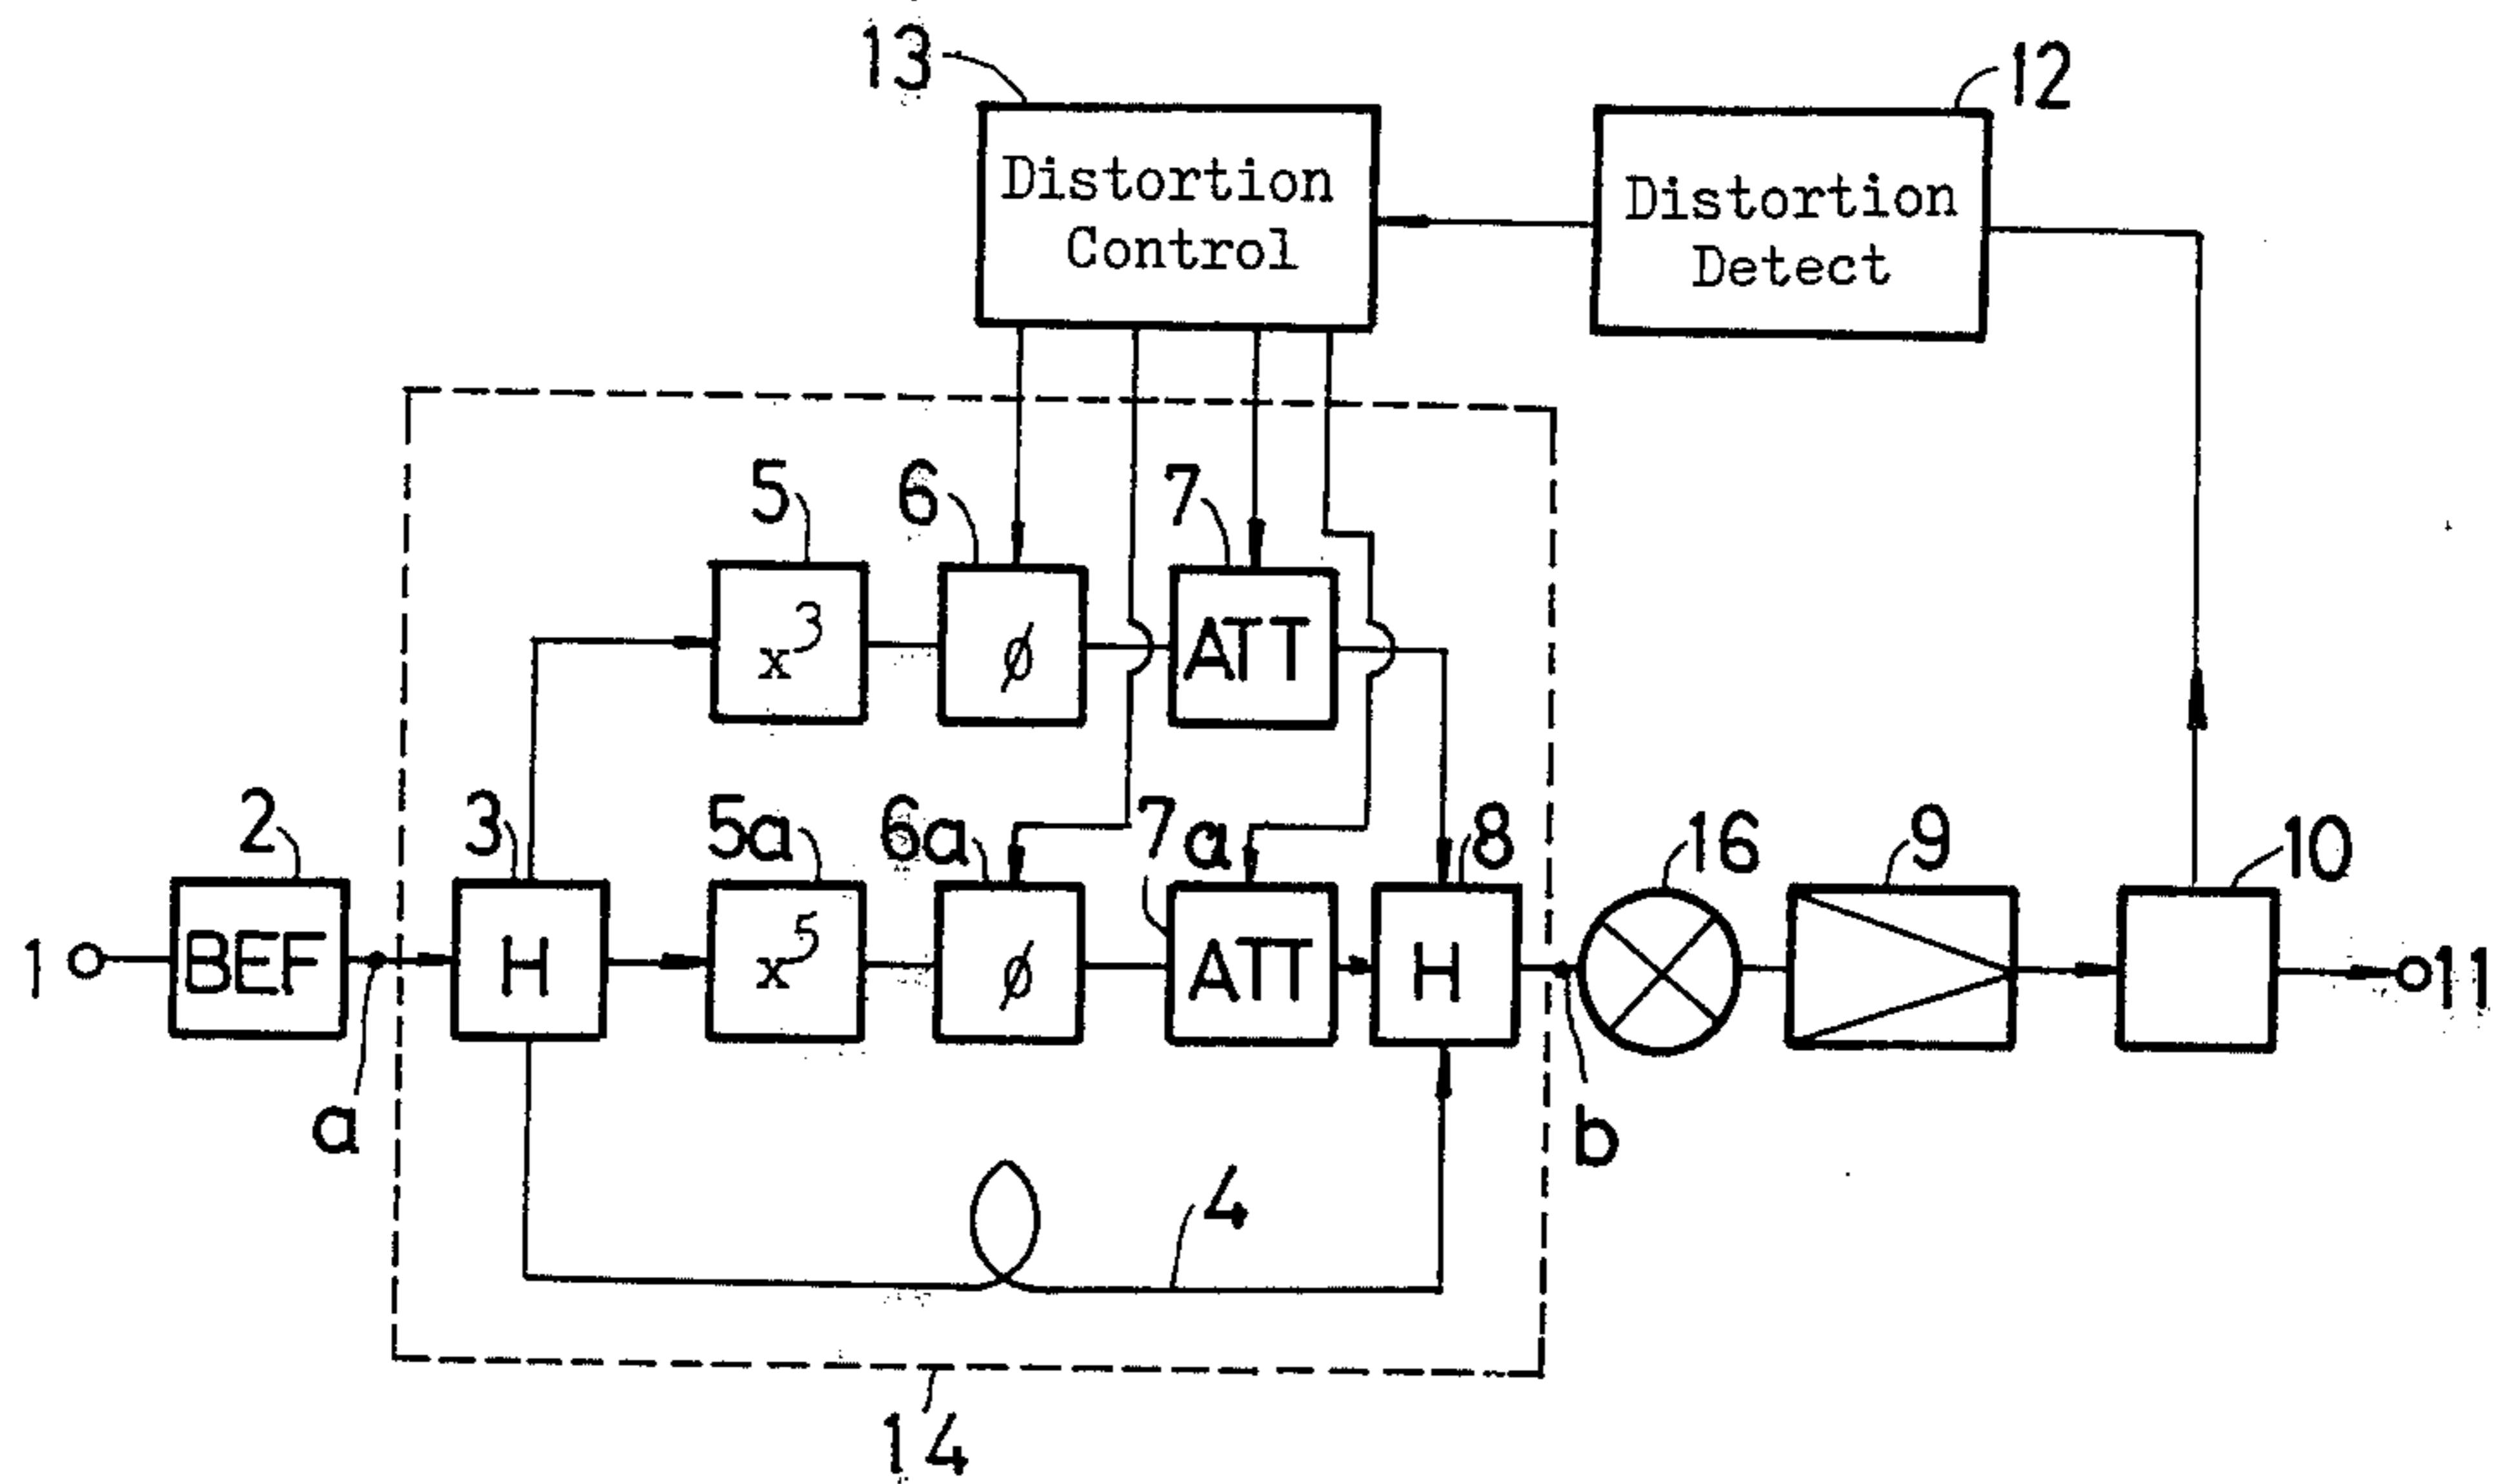 13
12
Distortion
Control
Distortion
Detect
5
6
7
x³
ø
ATT
2
3
5a
6a
7a
8
16
9
10
1
BEF
H
x⁵
ø
ATT
H
11
a
b
4
14